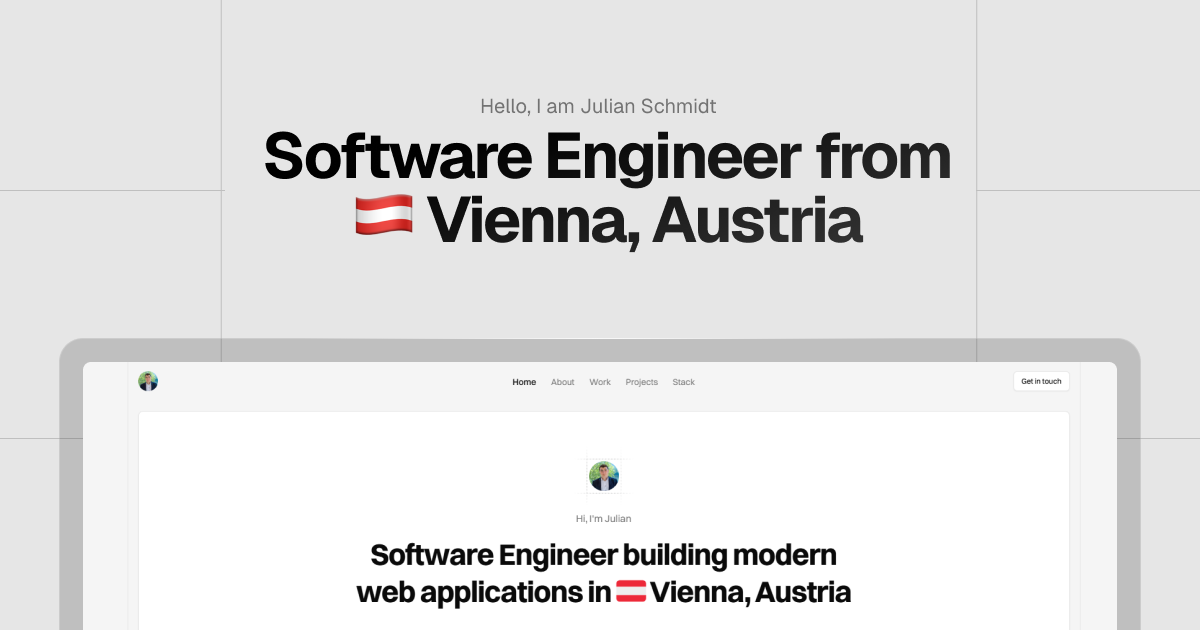 Hello, I am Julian Schmidt
Software Engineer from
🇦🇹 Vienna, Austria
Home About Work Projects Stack Get in touch
Hi, I'm Julian
Software Engineer building modern
web applications in 🇦🇹 Vienna, Austria